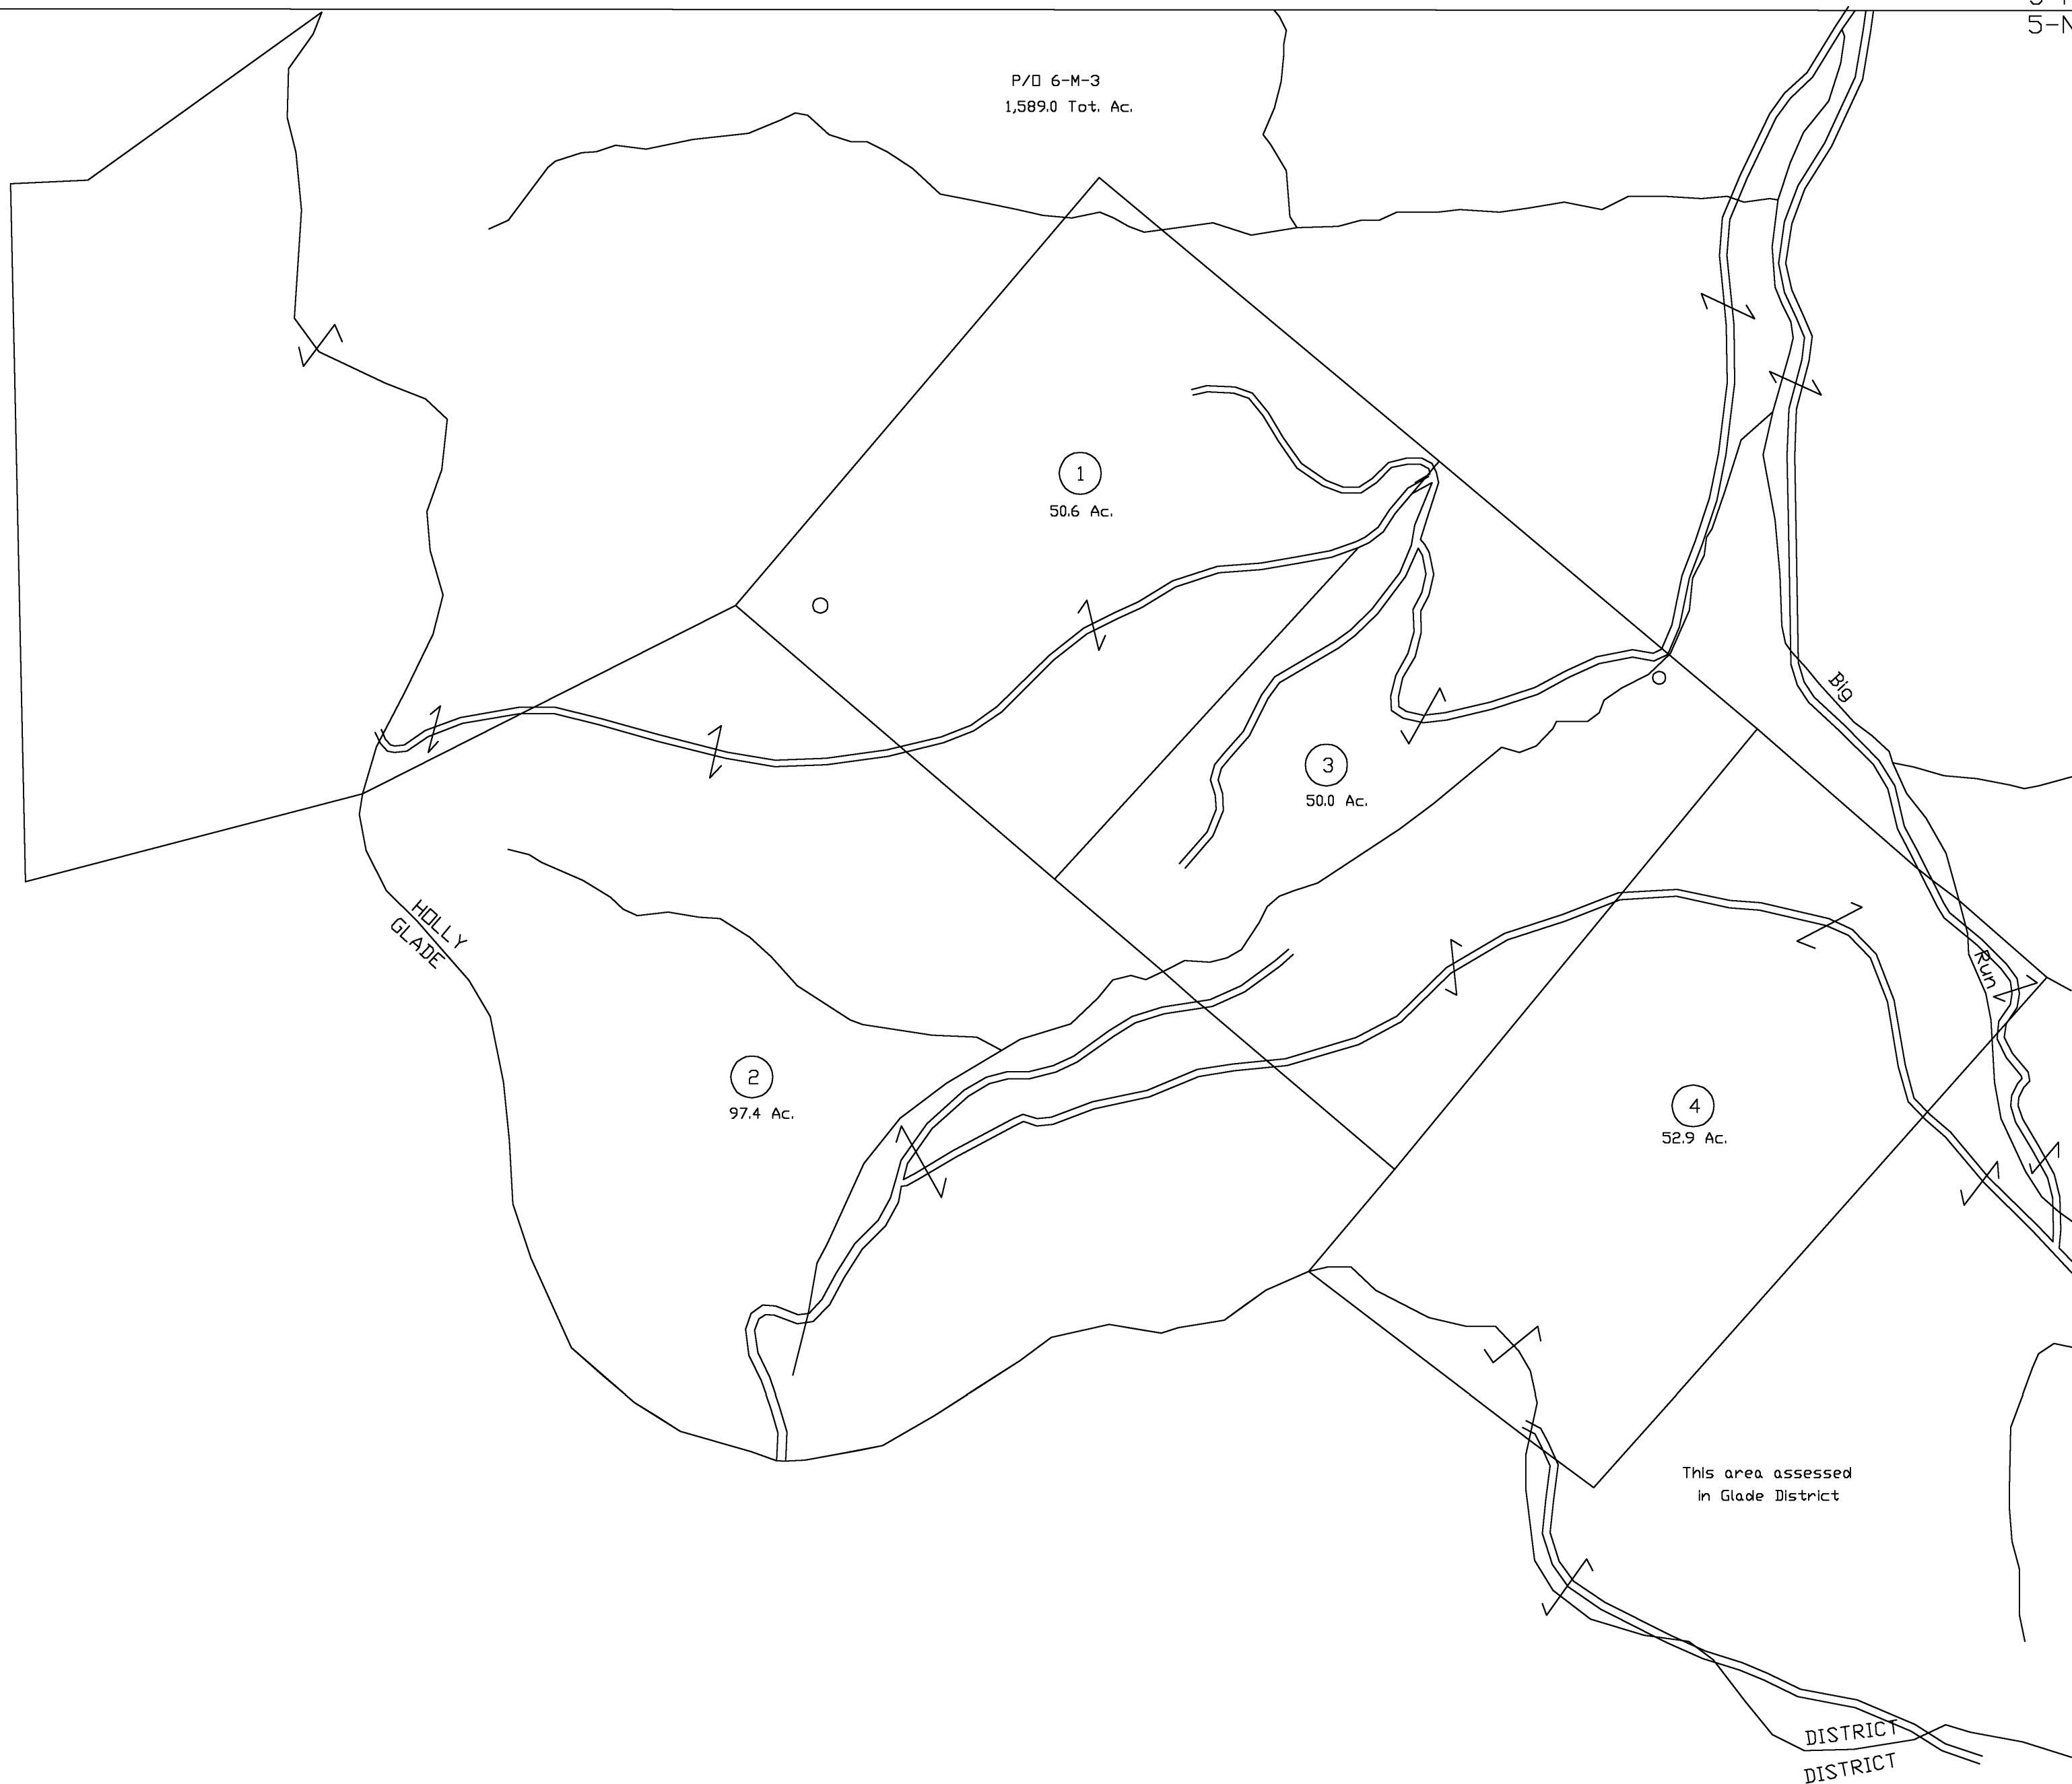 5-N
P/O 6-M-3
1,589.0 Tot. Ac.
1
50.6 Ac.
Big
3
50.0 Ac.
HOLLY
GLADE
Run
2
97.4 Ac.
4
52.9 Ac.
This area assessed
in Glade District
DISTRICT
DISTRICT